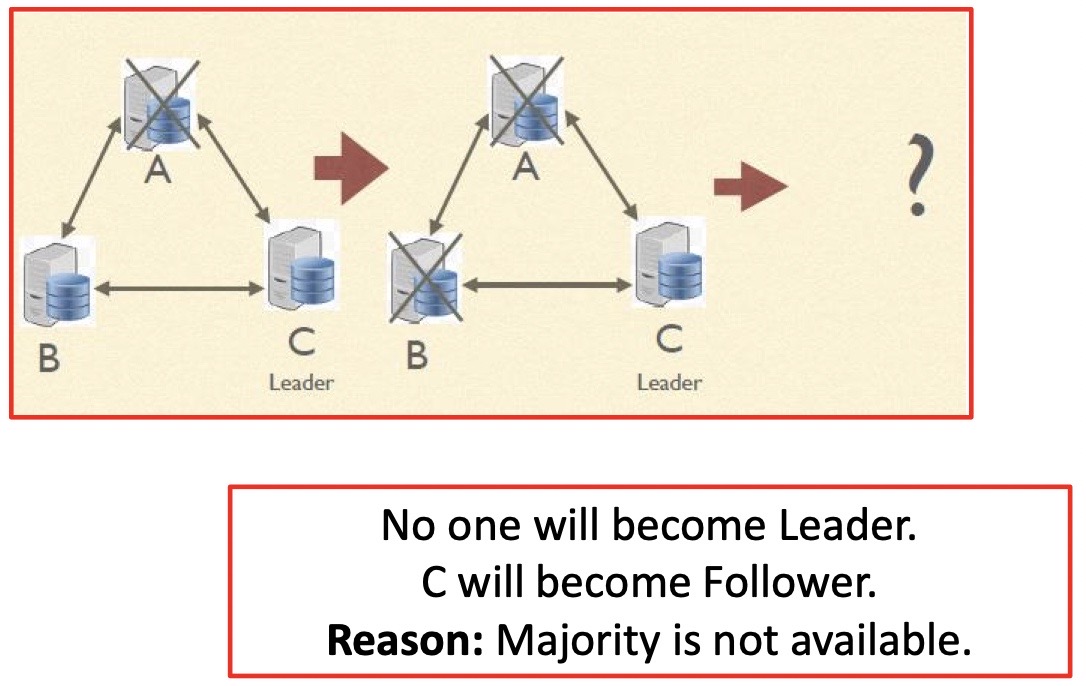 A
A
?
B
C
Leader
B
C
Leader
No one will become Leader.
C will become Follower.
Reason: Majority is not available.